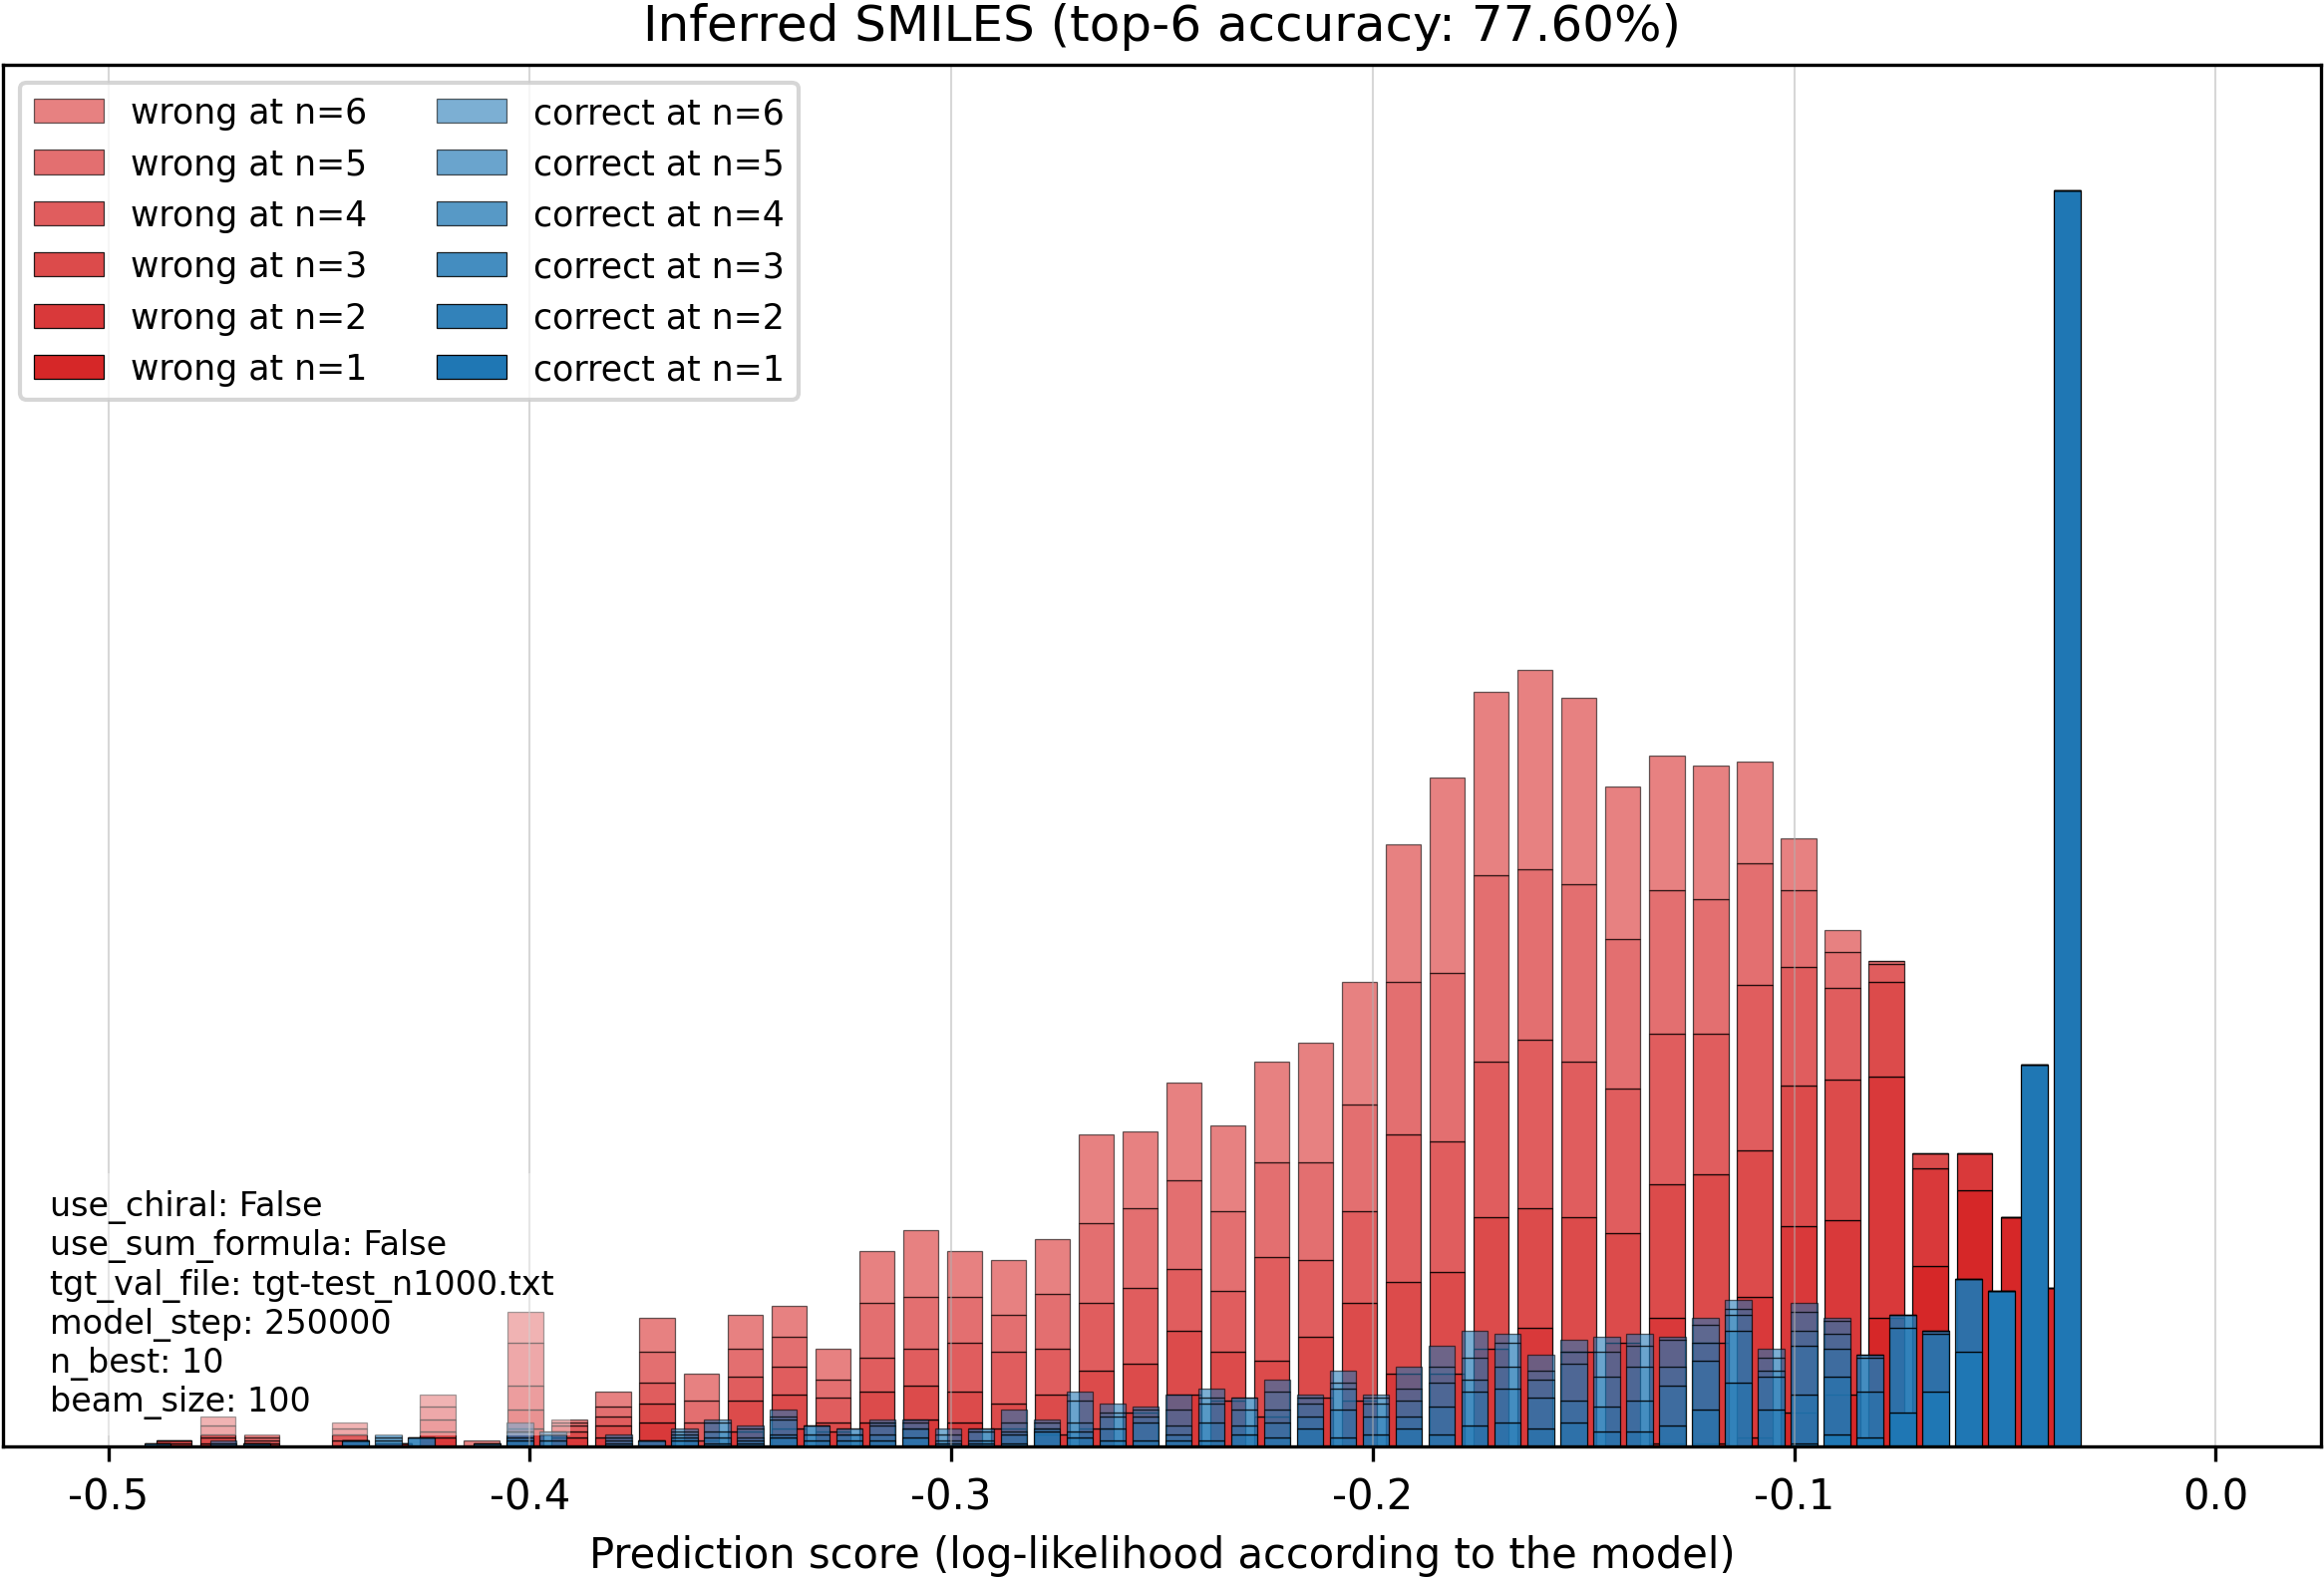 Inferred SMILES (top-6 accuracy: 77.60%)
wrong at n=6
wrong at n=5
wrong at n=4
wrong at n=3
wrong at n=2
wrong at n=1
correct at n=6
correct at n=5
correct at n=4
correct at n=3
correct at n=2
correct at n=1
use_chiral: False
use_sum_formula: False
tgt_val_file: tgt-test_n1000.txt
model_step: 250000
n_best: 10
beam_size: 100
-0.5 -0.4 -0.3 -0.2 -0.1 0.0
Prediction score (log-likelihood according to the model)